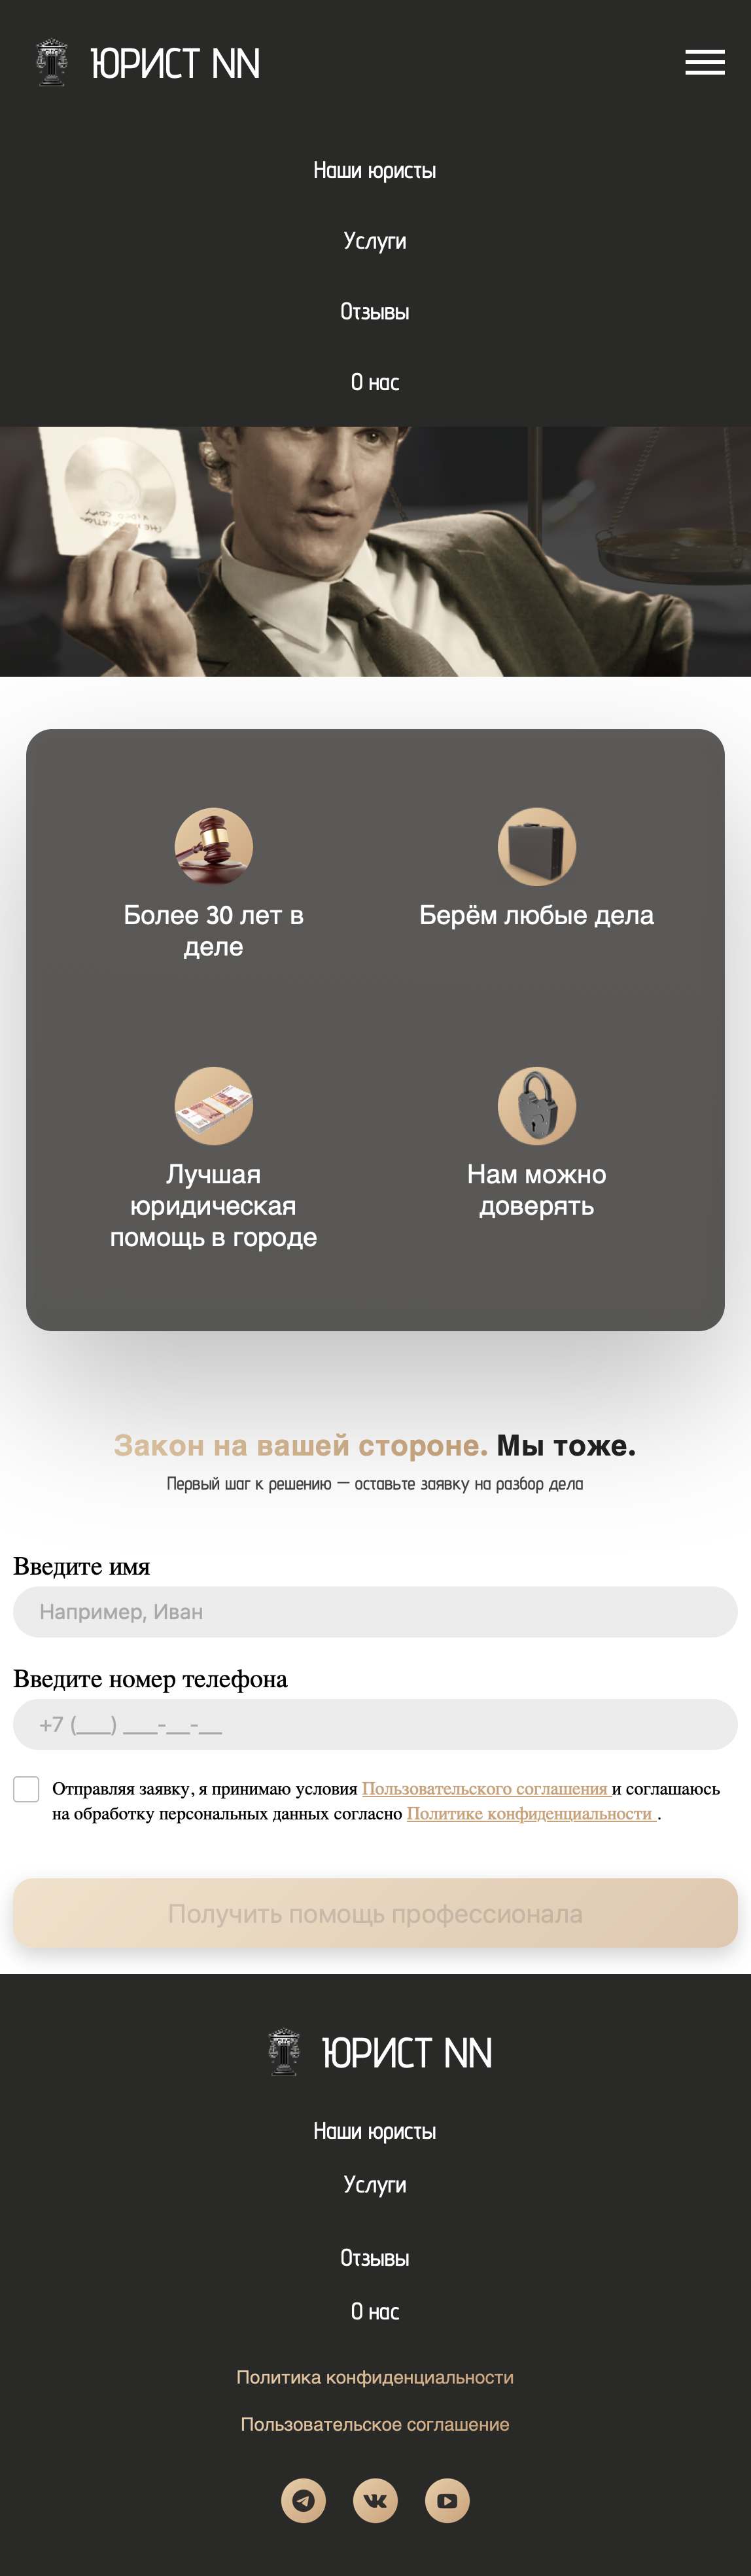 ЮРИСТ NN
Наши юристы
Услуги
Отзывы
О нас
Более 30 лет в
деле
Берём любые дела
Лучшая
юридическая
помощь в городе
Нам можно
доверять
Закон на вашей стороне. Мы тоже.
Первый шаг к решению — оставьте заявку на разбор дела
Введите имя
Например, Иван
Введите номер телефона
+7 (___) ___-__-__
Отправляя заявку, я принимаю условия Пользовательского соглашения и соглашаюсь
на обработку персональных данных согласно Политике конфиденциальности .
Получить помощь профессионала
ЮРИСТ NN
Наши юристы
Услуги
Отзывы
О нас
Политика конфиденциальности
Пользовательское соглашение